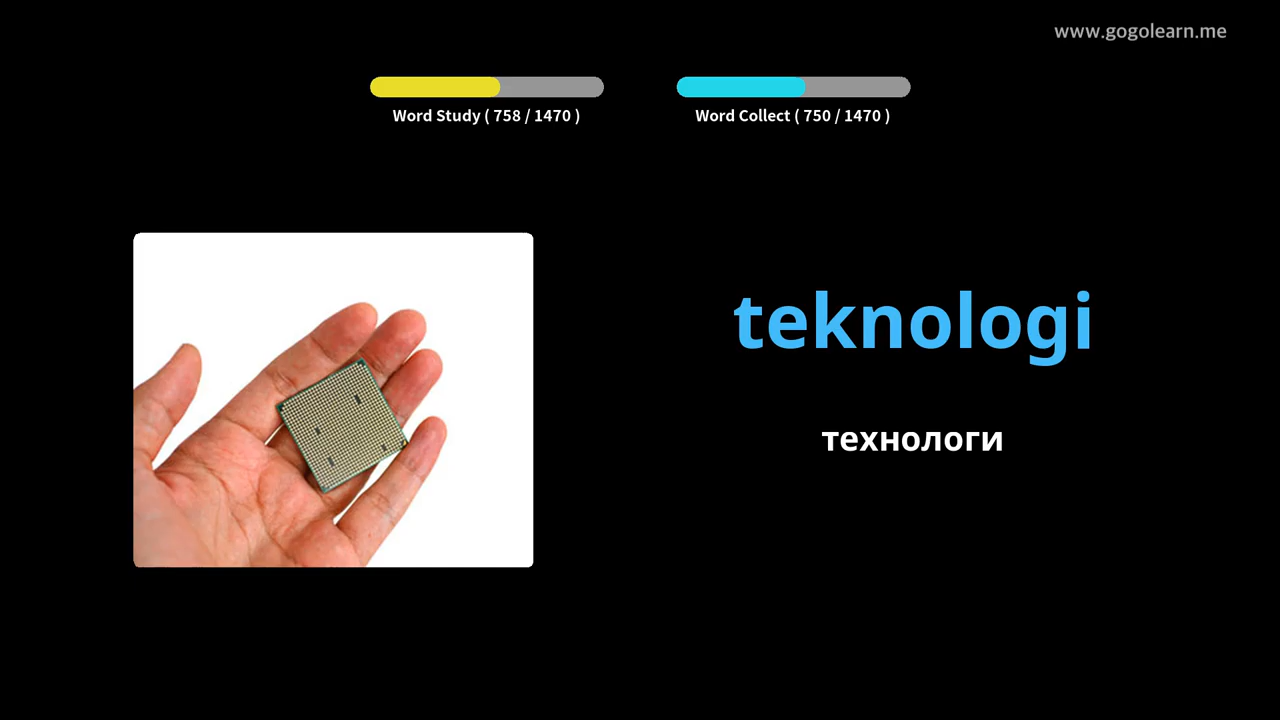 www.gogolearn.me
Word Study ( 758 / 1470 )
Word Collect ( 750 / 1470 )
teknologi
технологи